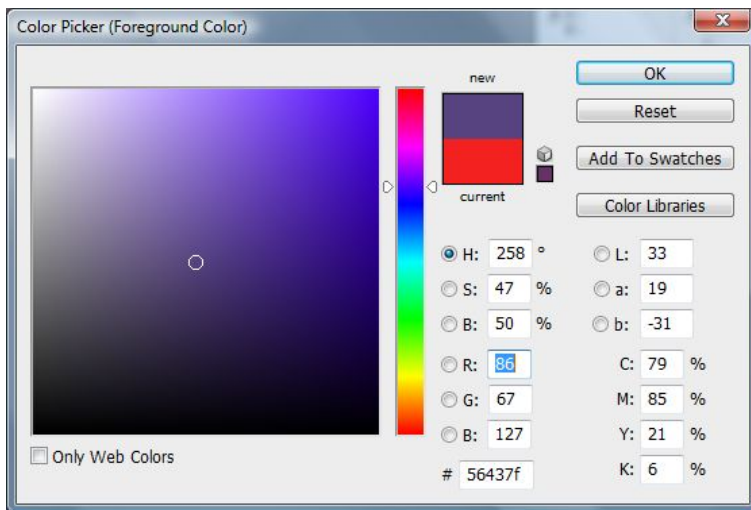 Color Picker (Foreground Color)
new
current
OK
Reset
Add To Swatches
Color Libraries
H: 258 °
S: 47 %
B: 50 %
R: 86
G: 67
B: 127
# 56437f
L: 33
a: 19
b: -31
C: 79 %
M: 85 %
Y: 21 %
K: 6 %
Only Web Colors